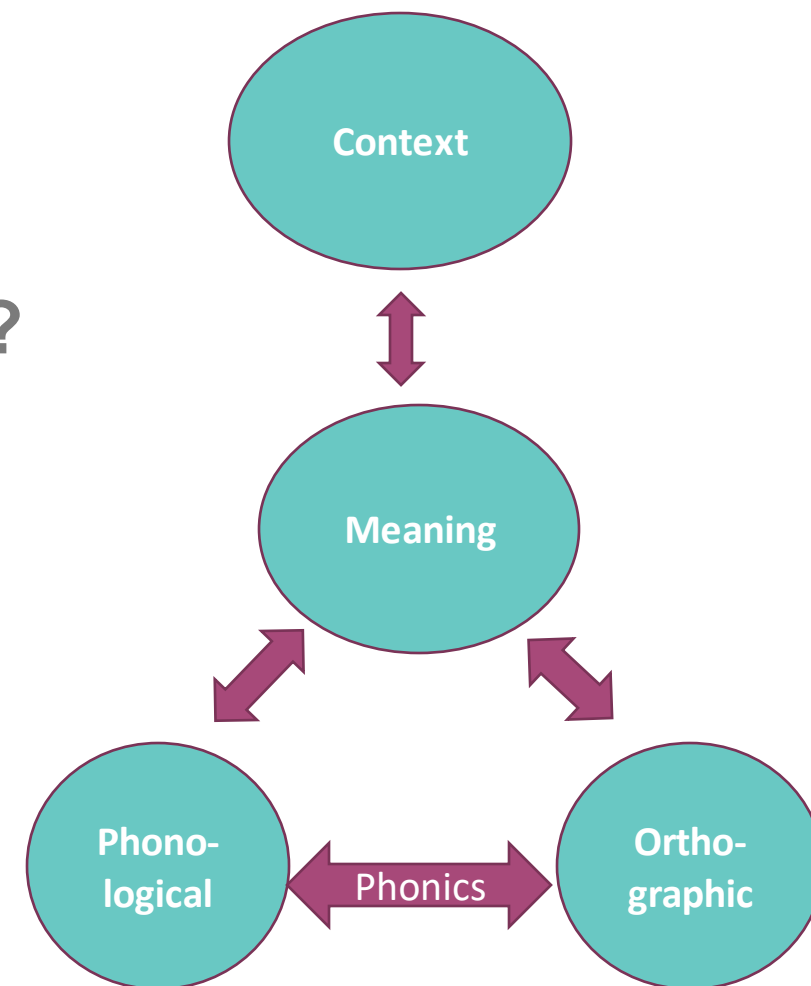 Context
?
Meaning
Phono-
logical
Phonics
Ortho-
graphic